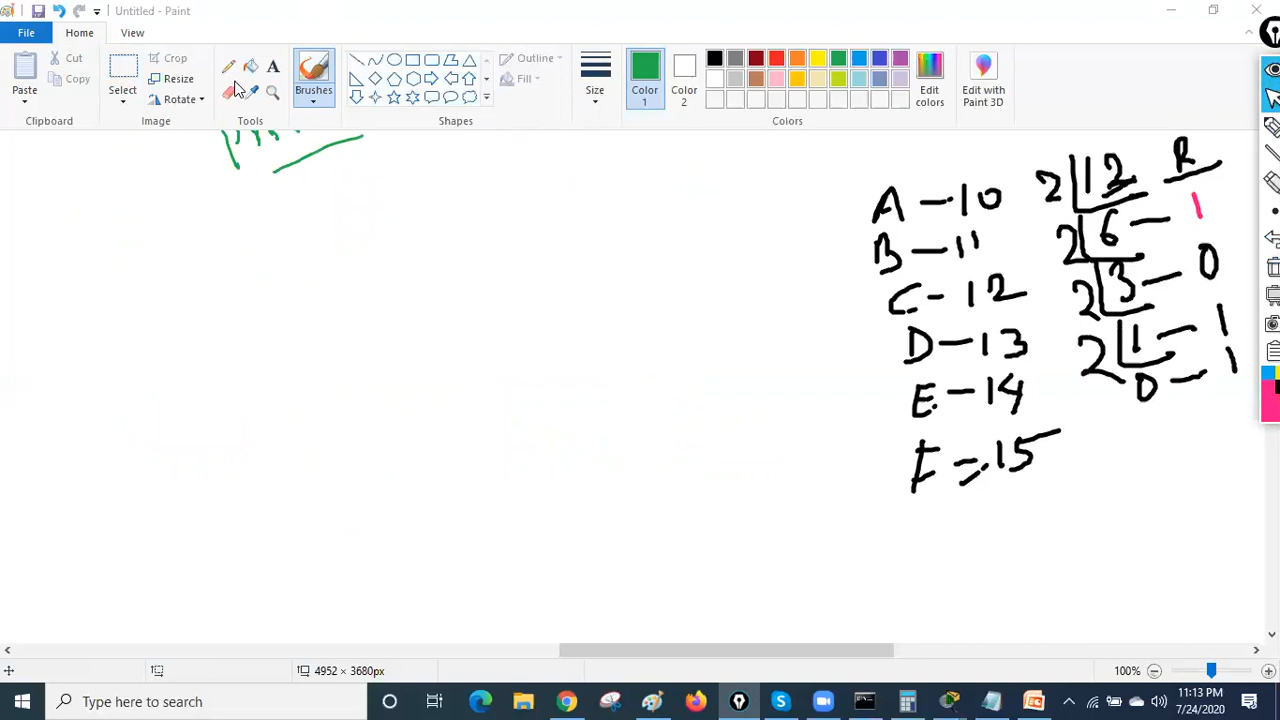 Untitled - Paint
File Home View
Paste
Cut
Copy
Clipboard
Select
Crop
Resize
Rotate
Image
A
Tools
Brushes
Outline
Fill
Shapes
Size
Color 1
Color 2
Edit colors
Edit with Paint 3D
Colors
A - 10
B - 11
C - 12
D - 13
E - 14
F = 15
2 12 R
2 6 - 1
2 3 - 0
2 1 - 1
0 - 1
4952 × 3680px
100%
Type here to search
11:13 PM
7/24/2020